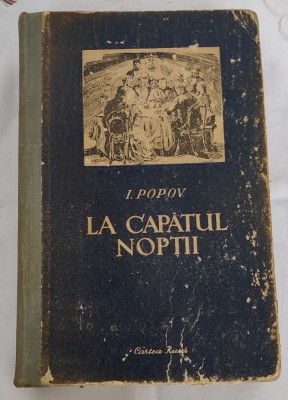 I. POPOV
LA CAPĂTUL
NOPȚII
Cartea Rusă